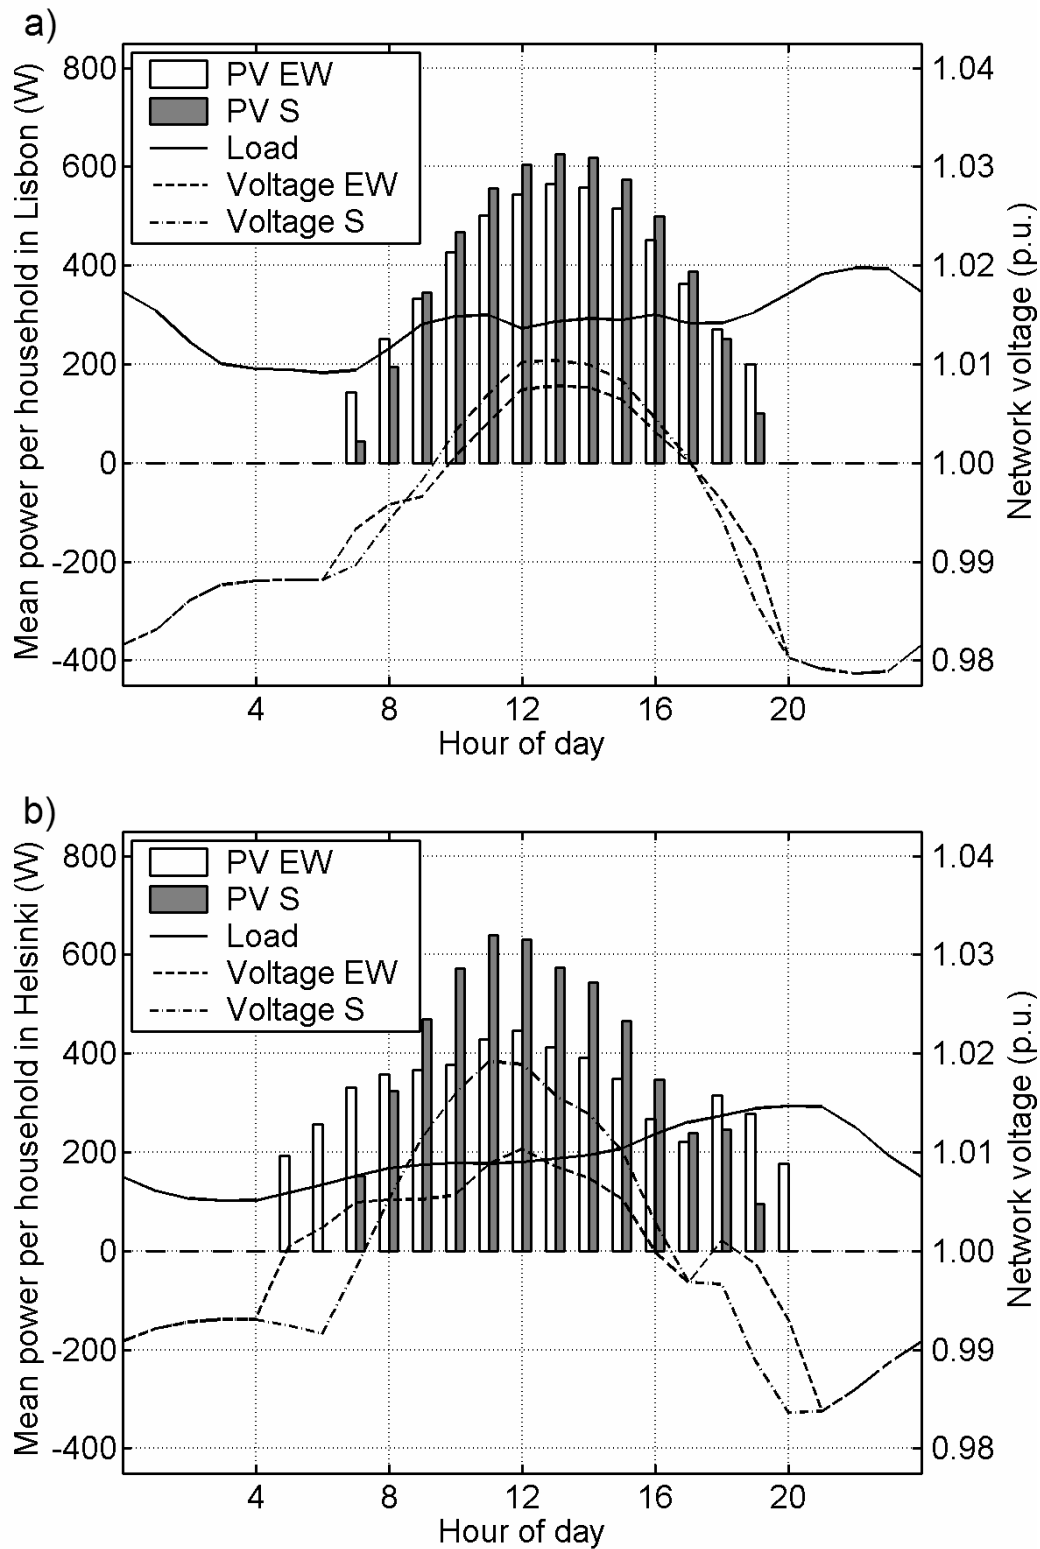 a)
Mean power per household in Lisbon (W)
800
600
400
200
0
-200
-400
PV EW
PV S
Load
Voltage EW
Voltage S
1.04
1.03
1.02
1.01
1.00
0.99
0.98
Network voltage (p.u.)
4 8 12 16 20
Hour of day
b)
Mean power per household in Helsinki (W)
800
600
400
200
0
-200
-400
PV EW
PV S
Load
Voltage EW
Voltage S
1.04
1.03
1.02
1.01
1.00
0.99
0.98
Network voltage (p.u.)
4 8 12 16 20
Hour of day